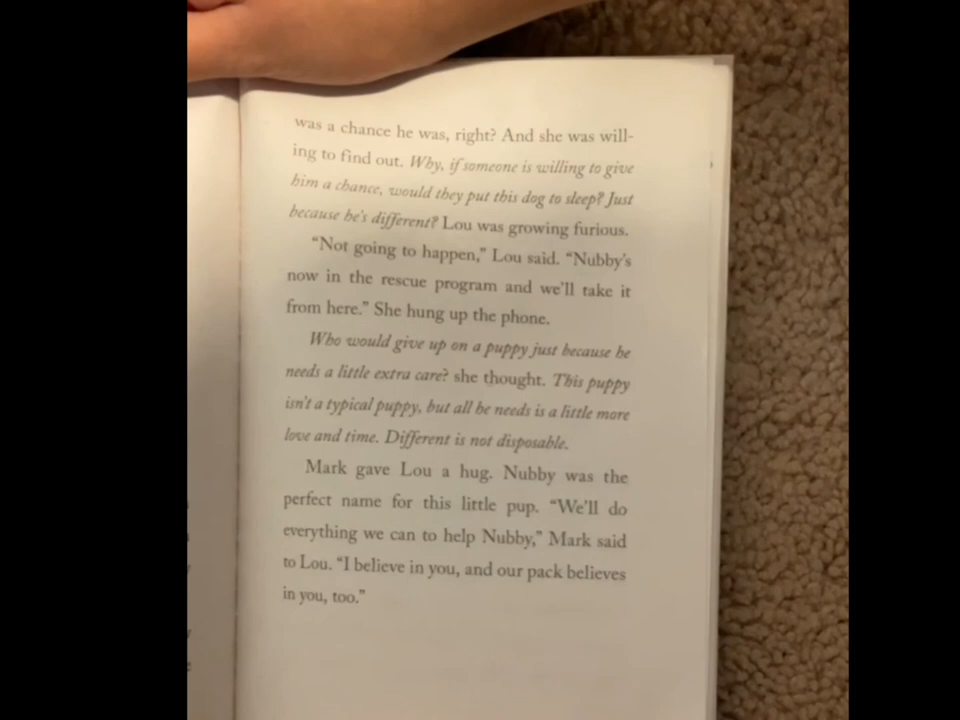 was a chance he was, right? And she was will-
ing to find out. Why, if someone is willing to give
him a chance, would they put this dog to sleep? Just
because he's different? Lou was growing furious.
“Not going to happen,” Lou said. “Nubby's
now in the rescue program and we'll take it
from here.” She hung up the phone.
Who would give up on a puppy just because he
needs a little extra care? she thought. This puppy
isn't a typical puppy, but all he needs is a little more
love and time. Different is not disposable.
Mark gave Lou a hug. Nubby was the
perfect name for this little pup. “We'll do
everything we can to help Nubby,” Mark said
to Lou. “I believe in you, and our pack believes
in you, too.”